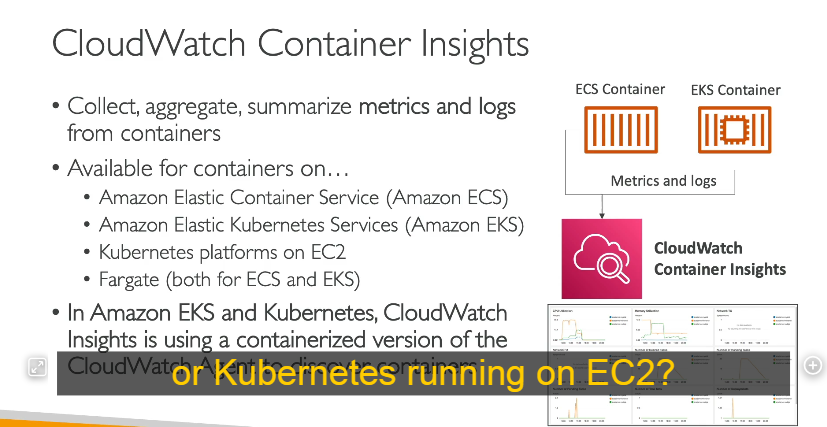 CloudWatch Container Insights
• Collect, aggregate, summarize metrics and logs
from containers
• Available for containers on…
• Amazon Elastic Container Service (Amazon ECS)
• Amazon Elastic Kubernetes Services (Amazon EKS)
• Kubernetes platforms on EC2
• Fargate (both for ECS and EKS)
• In Amazon EKS and Kubernetes, CloudWatch
Insights is using a containerized version of the
CloudWatch Agent to discover containers
ECS Container
EKS Container
Metrics and logs
CloudWatch
Container Insights
or Kubernetes running on EC2?